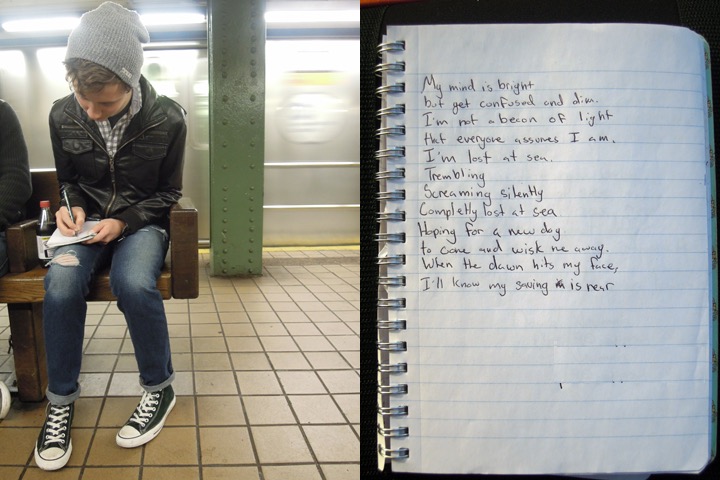 My mind is bright
but get confused and dim.
I'm not a becon of light
that everyone assumes I am.
I'm lost at sea.
Trembling
Screaming silently
Completly lost at sea
Hoping for a new day
to come and wisk me away.
When the dawn hits my face,
I'll know my saving is near